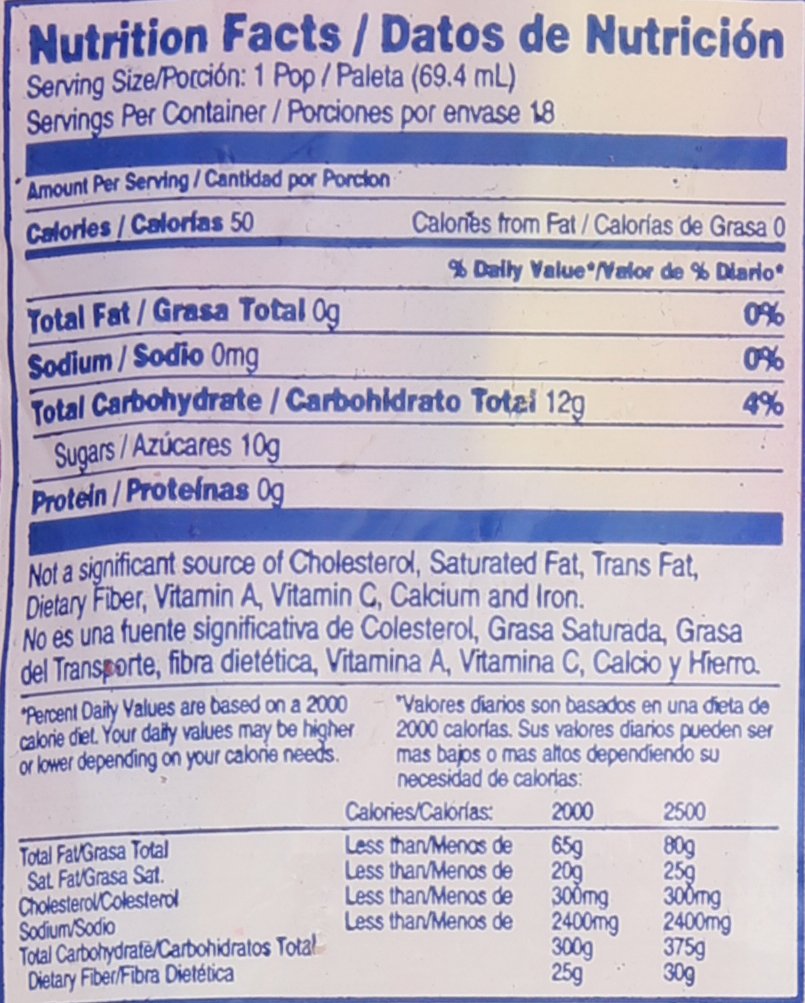 Nutrition Facts / Datos de Nutrición
Serving Size/Porción: 1 Pop / Paleta (69.4 mL)
Servings Per Container / Porciones por envase 18
Amount Per Serving / Cantidad por Porcion
Calories / Calorías 50 Calories from Fat / Calorías de Grasa 0
% Daily Value*/Valor de % Diario*
Total Fat / Grasa Total 0g 0%
Sodium / Sodio 0mg 0%
Total Carbohydrate / Carbohidrato Total 12g 4%
Sugars / Azúcares 10g
Protein / Proteínas 0g
Not a significant source of Cholesterol, Saturated Fat, Trans Fat,
Dietary Fiber, Vitamin A, Vitamin C, Calcium and Iron.
No es una fuente significativa de Colesterol, Grasa Saturada, Grasa
del Transporte, fibra dietética, Vitamina A, Vitamina C, Calcio y Hierro.
*Percent Daily Values are based on a 2000
calorie diet. Your daily values may be higher
or lower depending on your calorie needs.
*Valores diarios son basados en una dieta de
2000 calorías. Sus valores diarios pueden ser
mas bajos o mas altos dependiendo su
necesidad de calorias:
Calories/Calorías: 2000 2500
Total Fat/Grasa Total Less than/Menos de 65g 80g
Sat. Fat/Grasa Sat. Less than/Menos de 20g 25g
Cholesterol/Colesterol Less than/Menos de 300mg 300mg
Sodium/Sodio Less than/Menos de 2400mg 2400mg
Total Carbohydrate/Carbohidratos Total 300g 375g
Dietary Fiber/Fibra Dietética 25g 30g